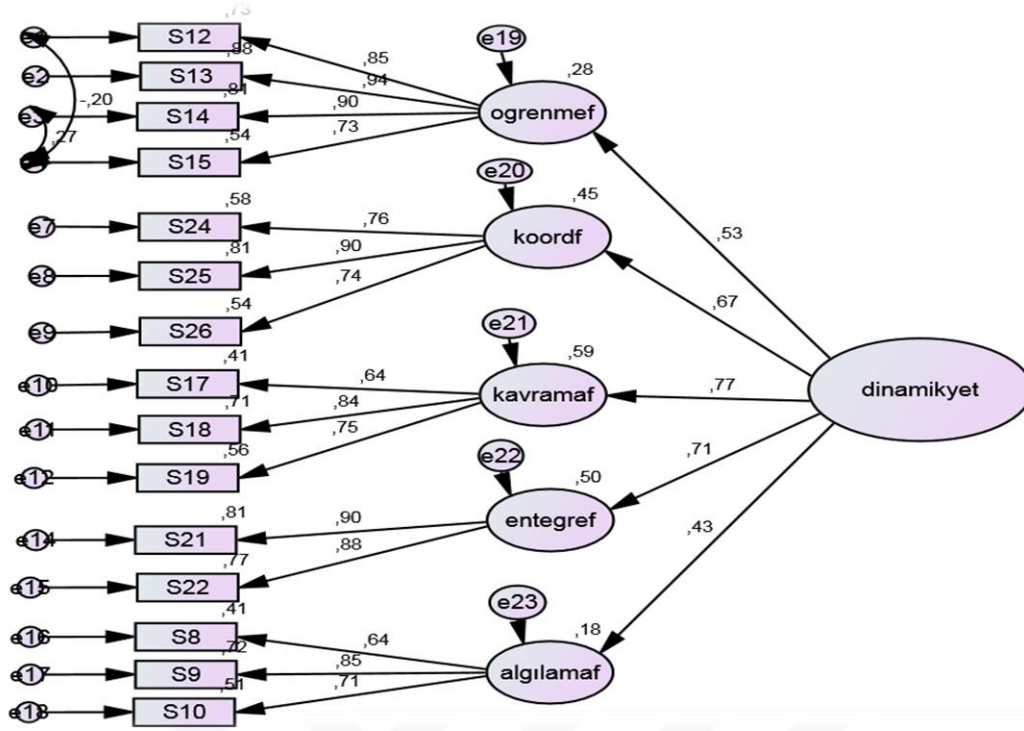 ,73
S12
e2
,88
S13
,81
S14
,54
S15
-,20
,27
,85
,94
,90
,73
e19
,28
ogrenmef
e7
,58
S24
e8
,81
S25
e9
,54
S26
,76
,90
,74
e20
,45
koordf
e10
,41
S17
e11
,71
S18
e12
,56
S19
,64
,84
,75
e21
,59
kavramaf
e14
,81
S21
e15
,77
S22
,90
,88
e22
,50
entegref
e16
,41
S8
e17
,72
S9
e18
,51
S10
,64
,85
,71
e23
,18
algılamaf
,53
,67
,77
,71
,43
dinamikyet